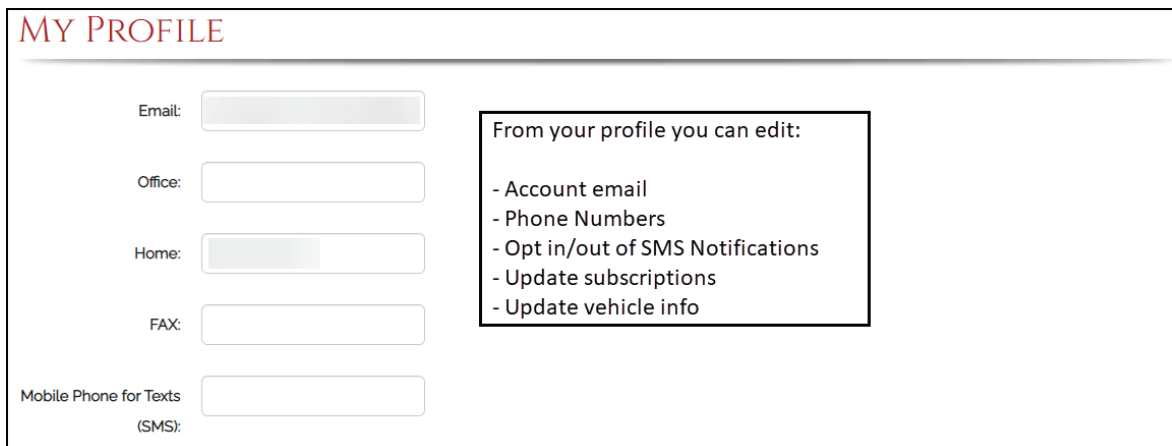 My Profile
Email:
Office:
Home:
FAX:
Mobile Phone for Texts
(SMS):
From your profile you can edit:
- Account email
- Phone Numbers
- Opt in/out of SMS Notifications
- Update subscriptions
- Update vehicle info